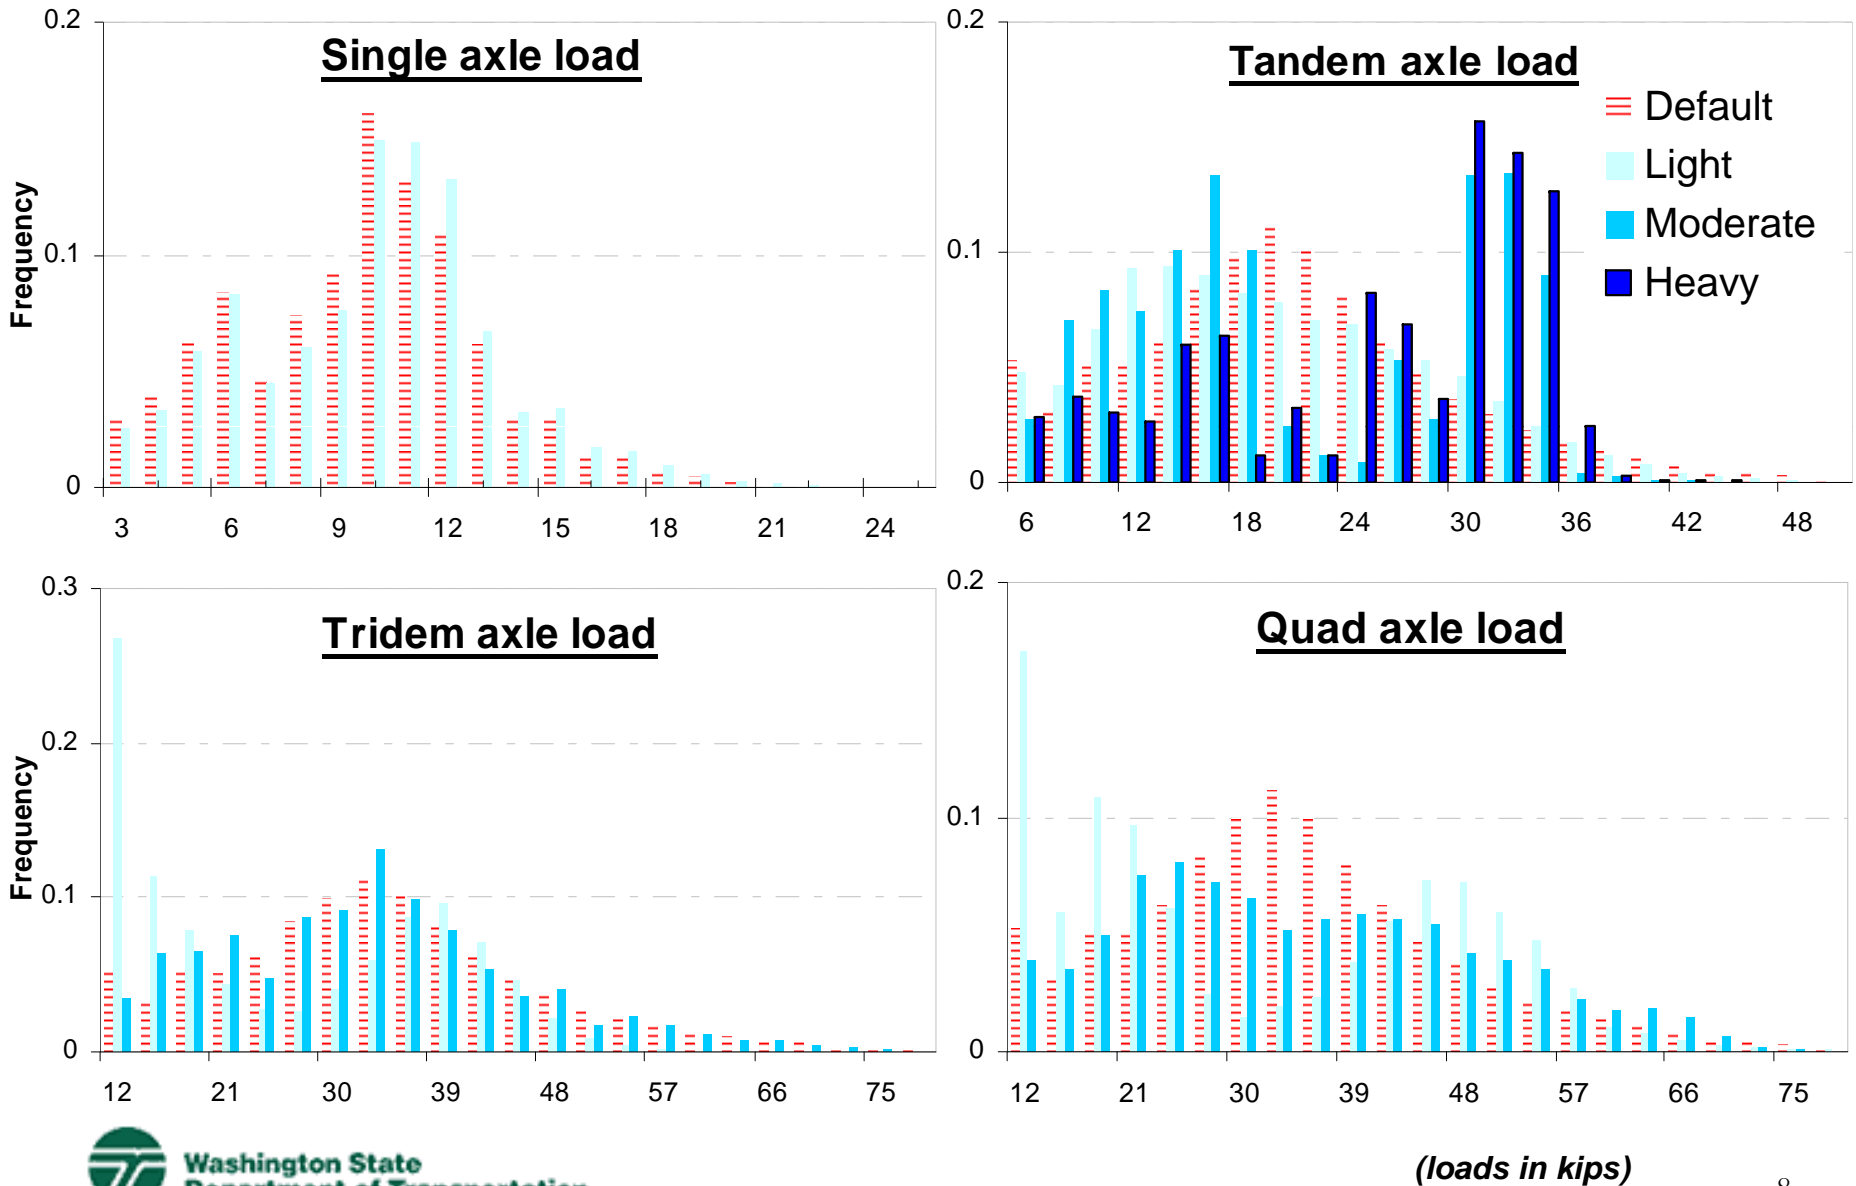 Single axle load
0.2
0.1
0
Frequency
3 6 9 12 15 18 21 24
Tandem axle load
Default
Light
Moderate
Heavy
0.2
0.1
0
6 12 18 24 30 36 42 48
Tridem axle load
0.3
0.2
0.1
0
Frequency
12 21 30 39 48 57 66 75
Quad axle load
0.2
0.1
0
12 21 30 39 48 57 66 75
Washington State
Department of Transportation
(loads in kips)